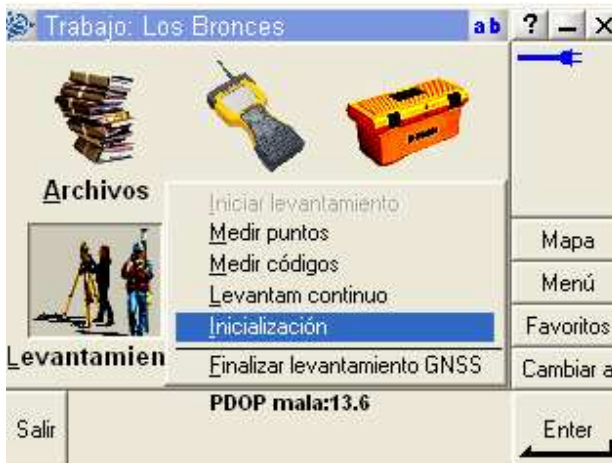 Trabajo: Los Bronces
ab
?
Archivos
Iniciar levantamiento
Medir puntos
Medir códigos
Levantam continuo
Inicialización
Finalizar levantamiento GNSS
Levantamien
Mapa
Menú
Favoritos
Cambiar a
Salir
PDOP mala:13.6
Enter